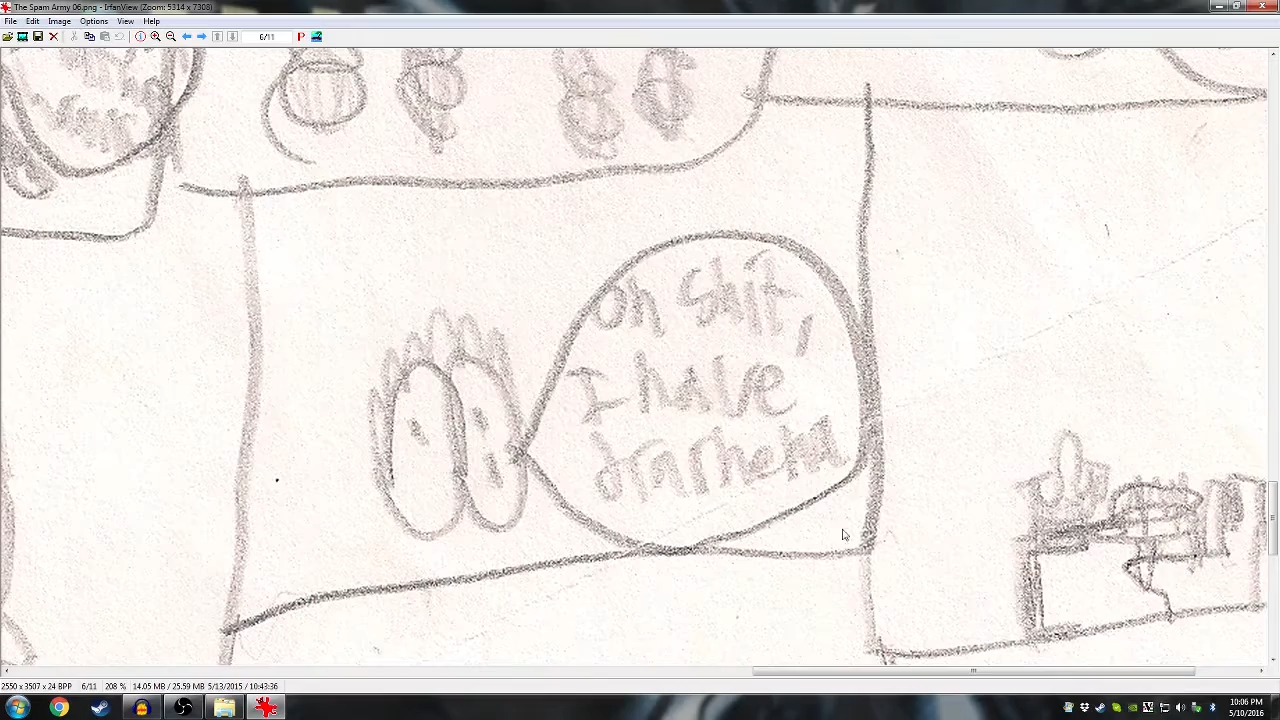 The Spam Army 06.png - IrfanView (Zoom: 5314 x 7308)
File Edit Image Options View Help
6/11
oh shit,
I have
2550 x 3507 x 24 BPP 6/11 208 % 14.05 MB / 25.59 MB 5/13/2015 / 10:43:36
10:06 PM
5/10/2016